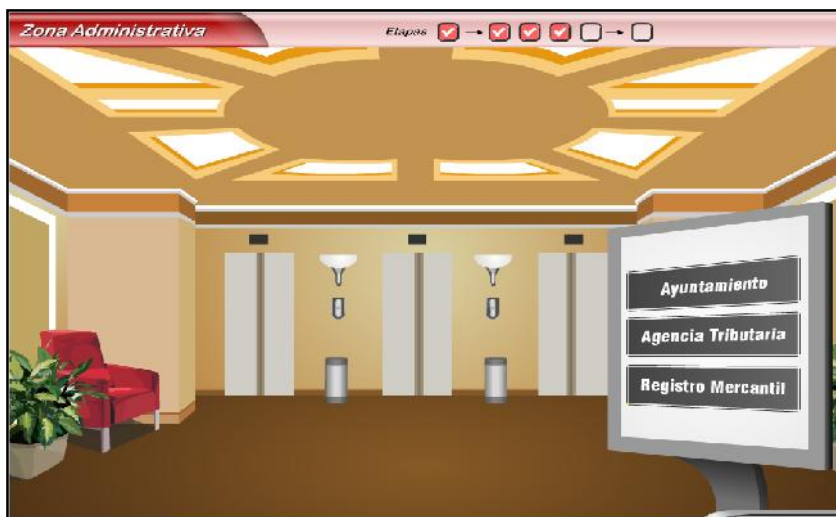 Zona Administrativa
Etapas
Ayuntamiento
Agencia Tributaria
Registro Mercantil